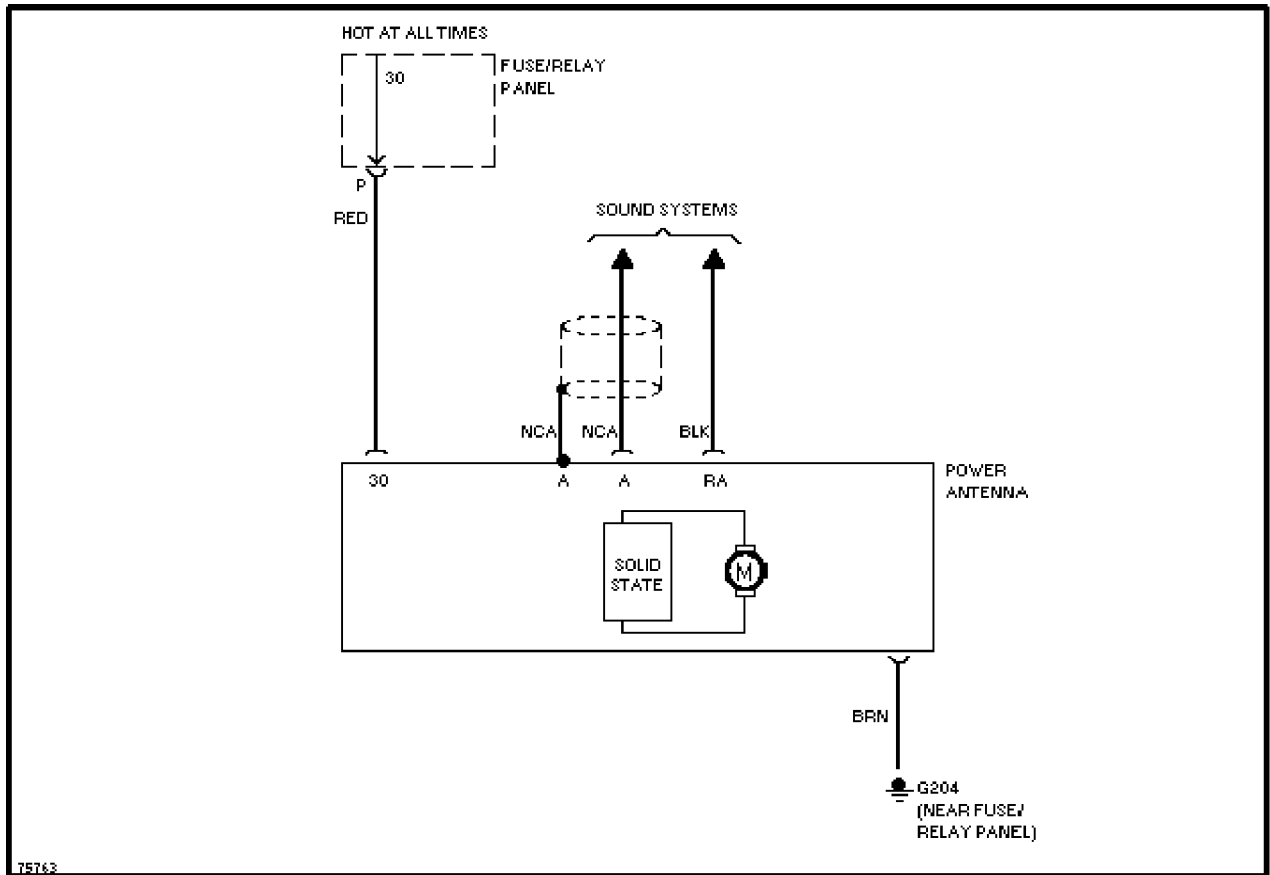 HOT AT ALL TIMES
30
FUSE/RELAY
PANEL
P
RED
SOUND SYSTEMS
NCA
NCA
BLK
30
A
A
RA
POWER
ANTENNA
SOLID
STATE
M
BRN
G204
(NEAR FUSE/
RELAY PANEL)
75763